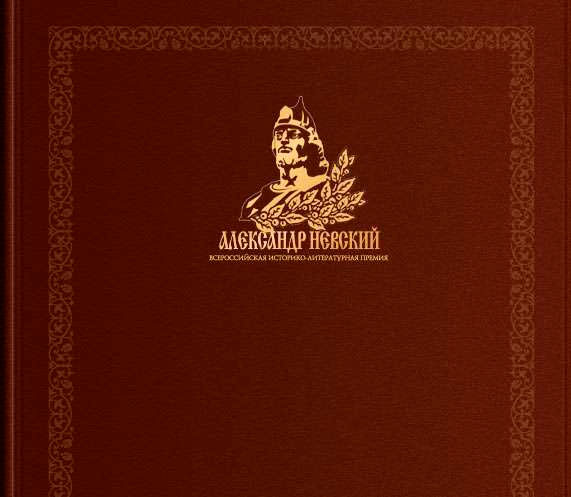 АЛЕКСАНДР НЕВСКИЙ
ВСЕРОССИЙСКАЯ ИСТОРИКО-ЛИТЕРАТУРНАЯ ПРЕМИЯ